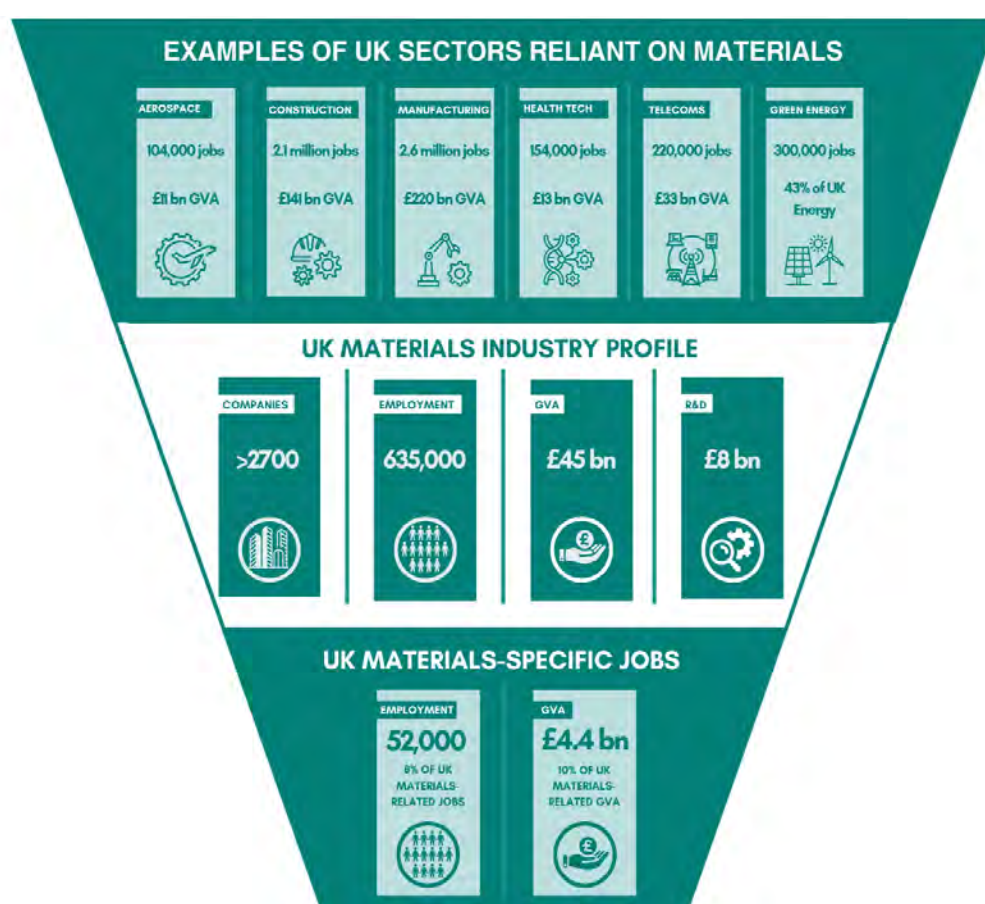 EXAMPLES OF UK SECTORS RELIANT ON MATERIALS
AEROSPACE
104,000 jobs
£11 bn GVA
CONSTRUCTION
2.1 million jobs
£141 bn GVA
MANUFACTURING
2.6 million jobs
£220 bn GVA
HEALTH TECH
154,000 jobs
£13 bn GVA
TELECOMS
220,000 jobs
£33 bn GVA
GREEN ENERGY
300,000 jobs
43% of UK
Energy
UK MATERIALS INDUSTRY PROFILE
COMPANIES
>2700
EMPLOYMENT
635,000
GVA
£45 bn
R&D
£8 bn
UK MATERIALS-SPECIFIC JOBS
EMPLOYMENT
52,000
8% OF UK
MATERIALS-
RELATED JOBS
GVA
£4.4 bn
10% OF UK
MATERIALS-
RELATED GVA